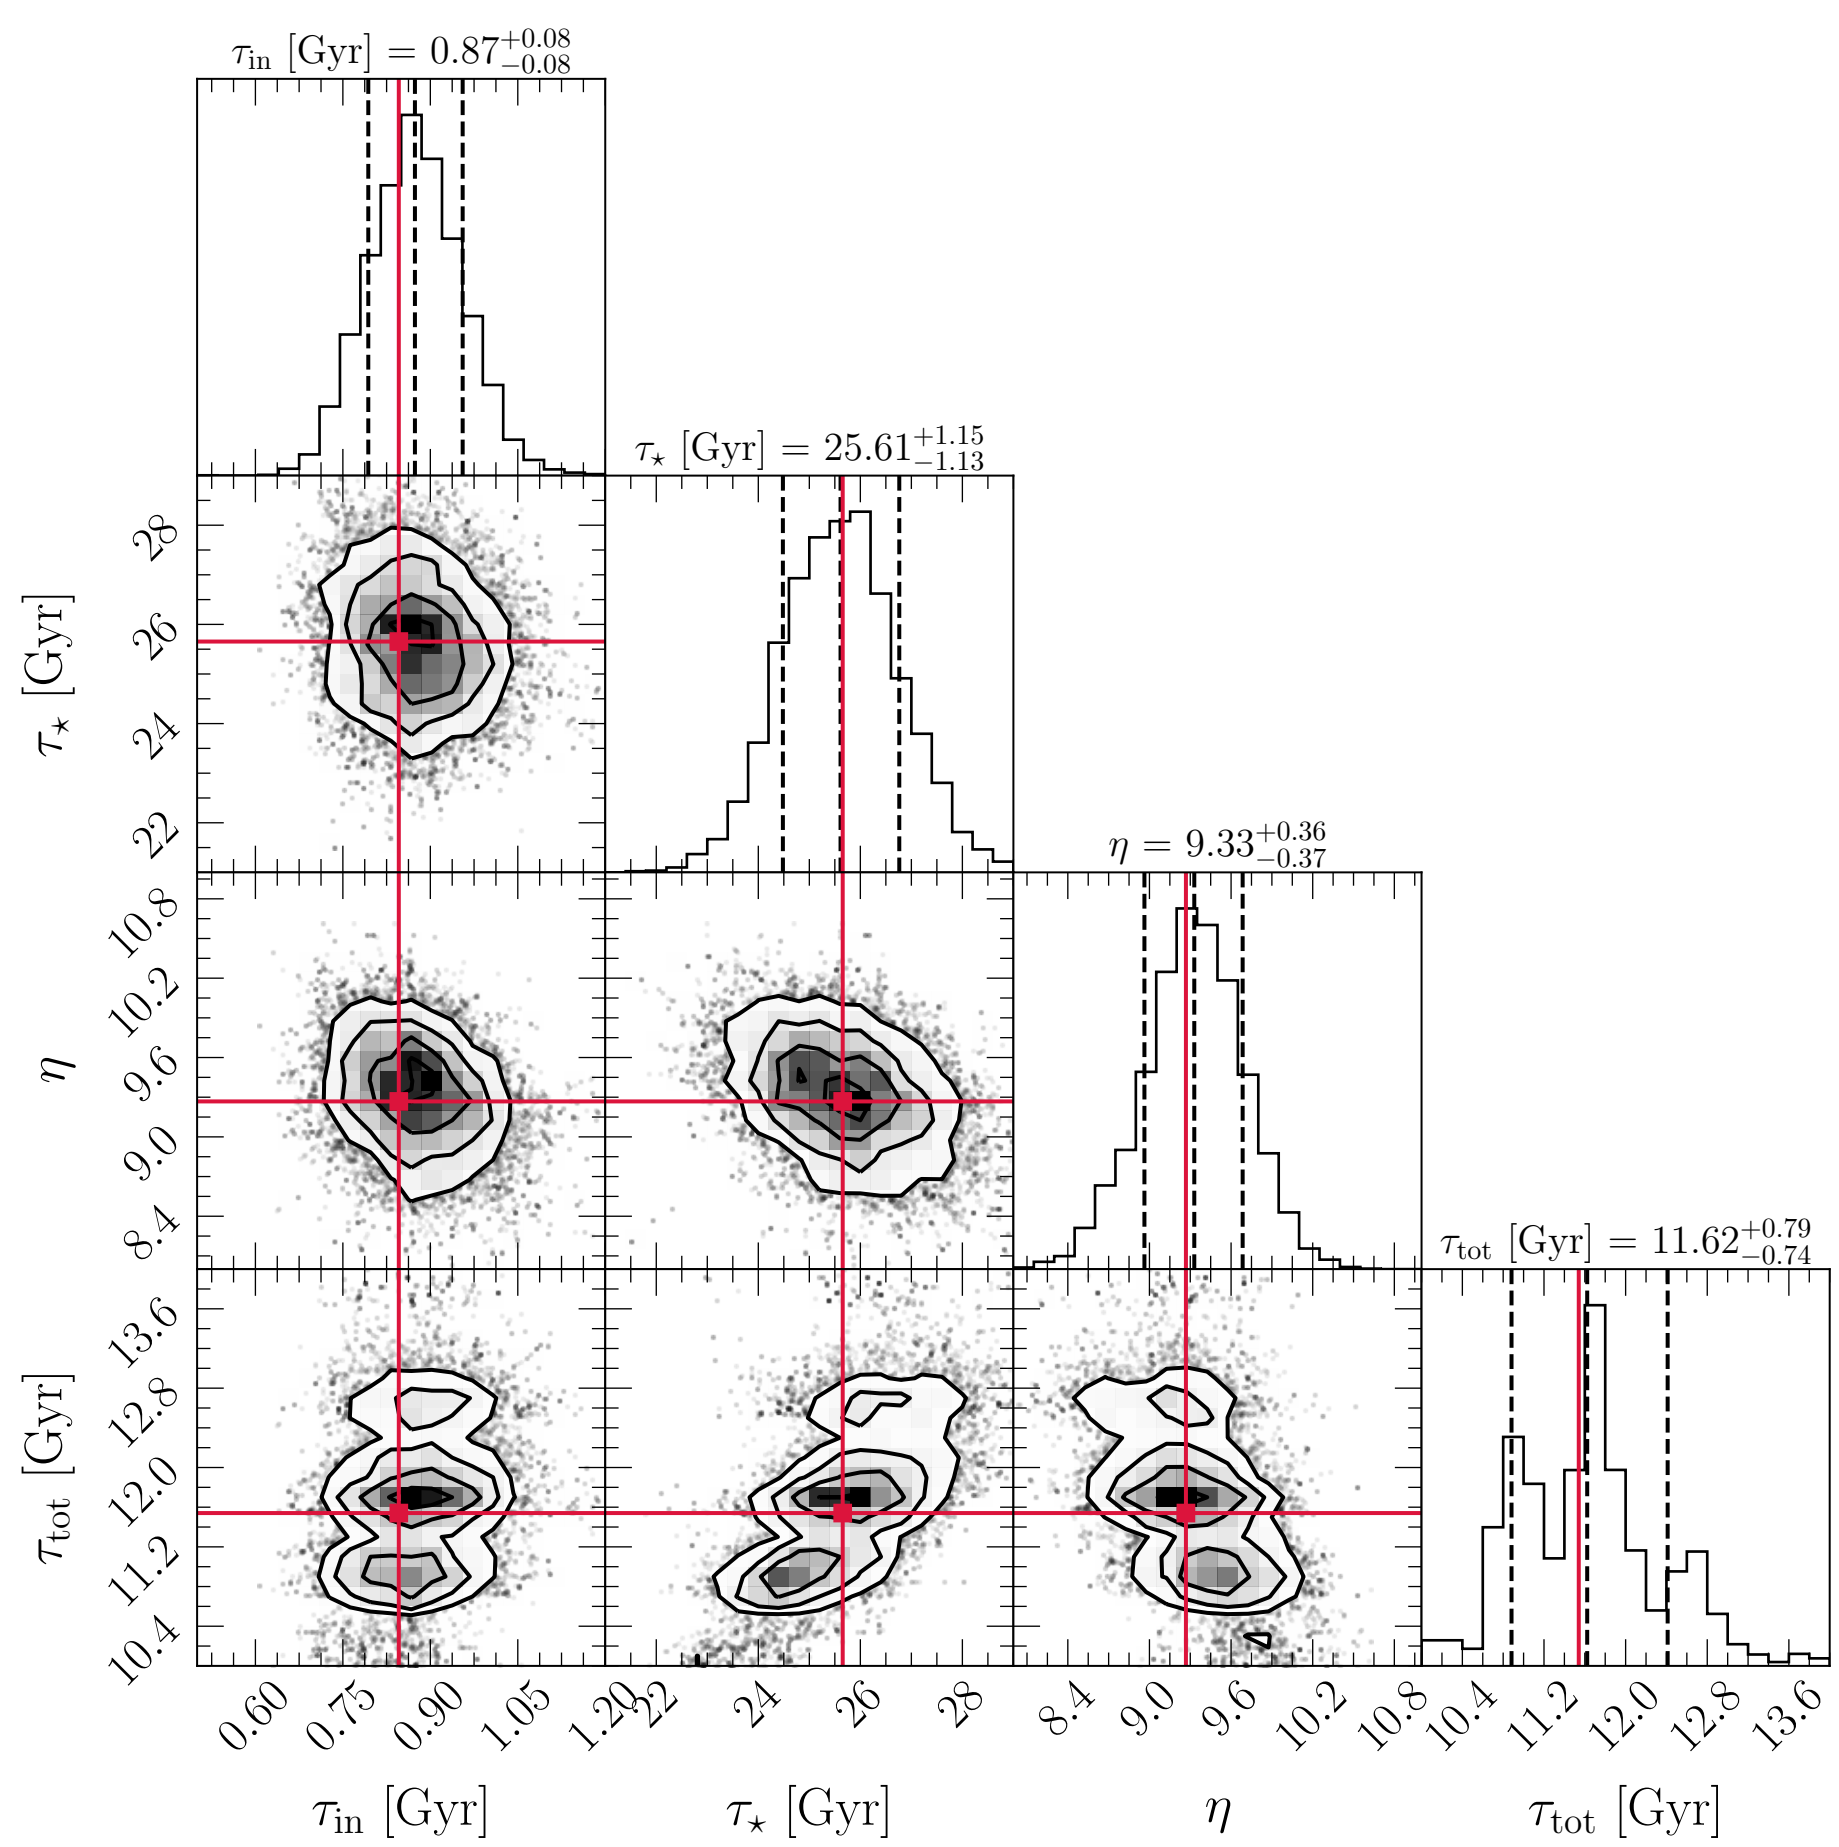 τ_in [Gyr] = 0.87^{+0.08}_{−0.08}
τ_⋆ [Gyr] = 25.61^{+1.15}_{−1.13}
τ_⋆ [Gyr]
28
26
24
22
η = 9.33^{+0.36}_{−0.37}
η
10.8
10.2
9.6
9.0
8.4
τ_tot [Gyr] = 11.62^{+0.79}_{−0.74}
τ_tot [Gyr]
13.6
12.8
12.0
11.2
10.4
0.60 0.75 0.90 1.05 1.20 22 24 26 28 8.4 9.0 9.6 10.2 10.8 10.4 11.2 12.0 12.8 13.6
τ_in [Gyr] τ_⋆ [Gyr] η τ_tot [Gyr]